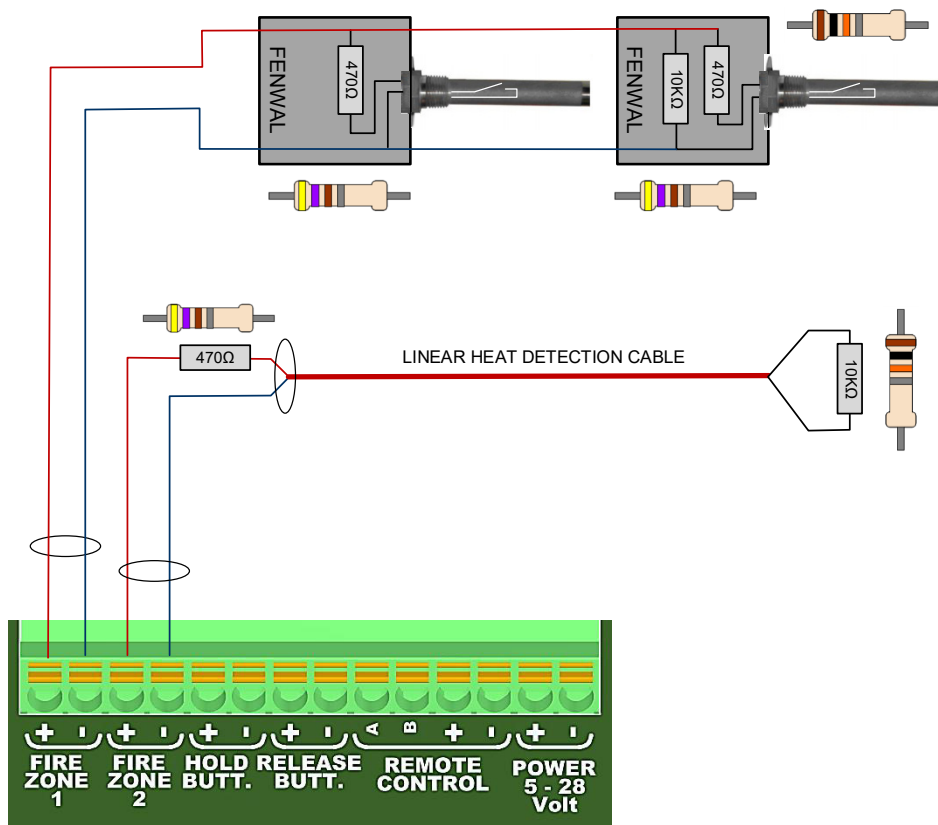 FENWAL
470Ω
FENWAL
10KΩ
470Ω
470Ω
LINEAR HEAT DETECTION CABLE
10KΩ
+ - + - + - + - A B + - + -
FIRE ZONE 1
FIRE ZONE 2
HOLD BUTT.
RELEASE BUTT.
REMOTE CONTROL
POWER 5 - 28 Volt